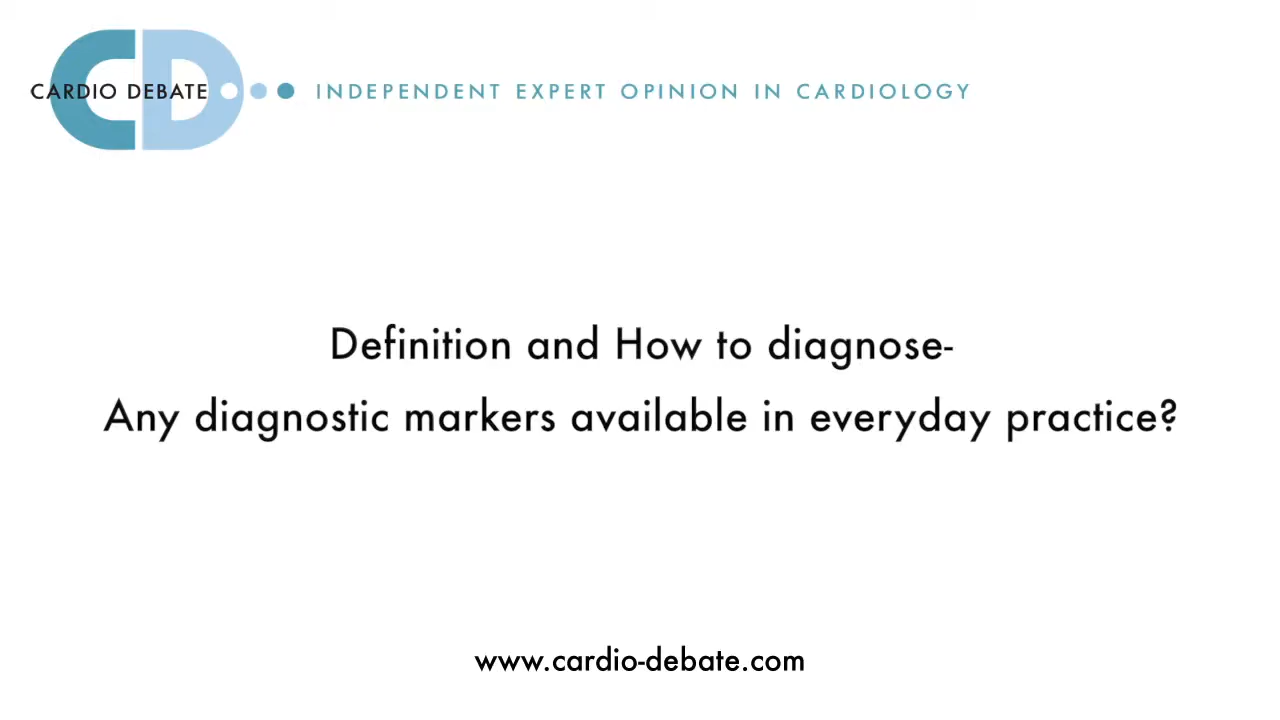 CARDIO DEBATE INDEPENDENT EXPERT OPINION IN CARDIOLOGY
Definition and How to diagnose-
Any diagnostic markers available in everyday practice?
www.cardio-debate.com